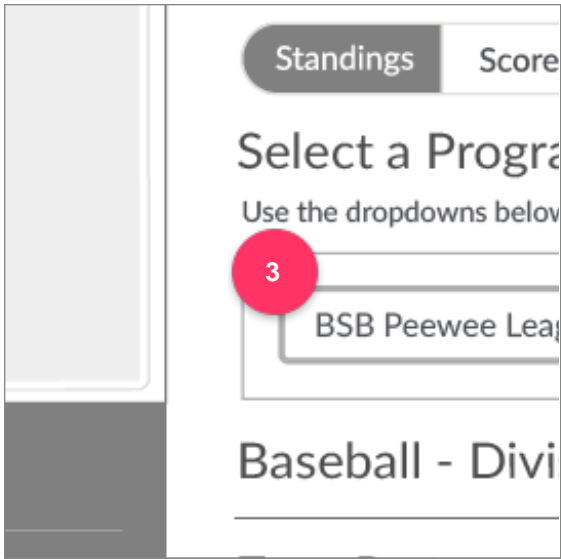 Standings Score
Select a Progra
Use the dropdowns below
3
BSB Peewee Leag
Baseball - Divi